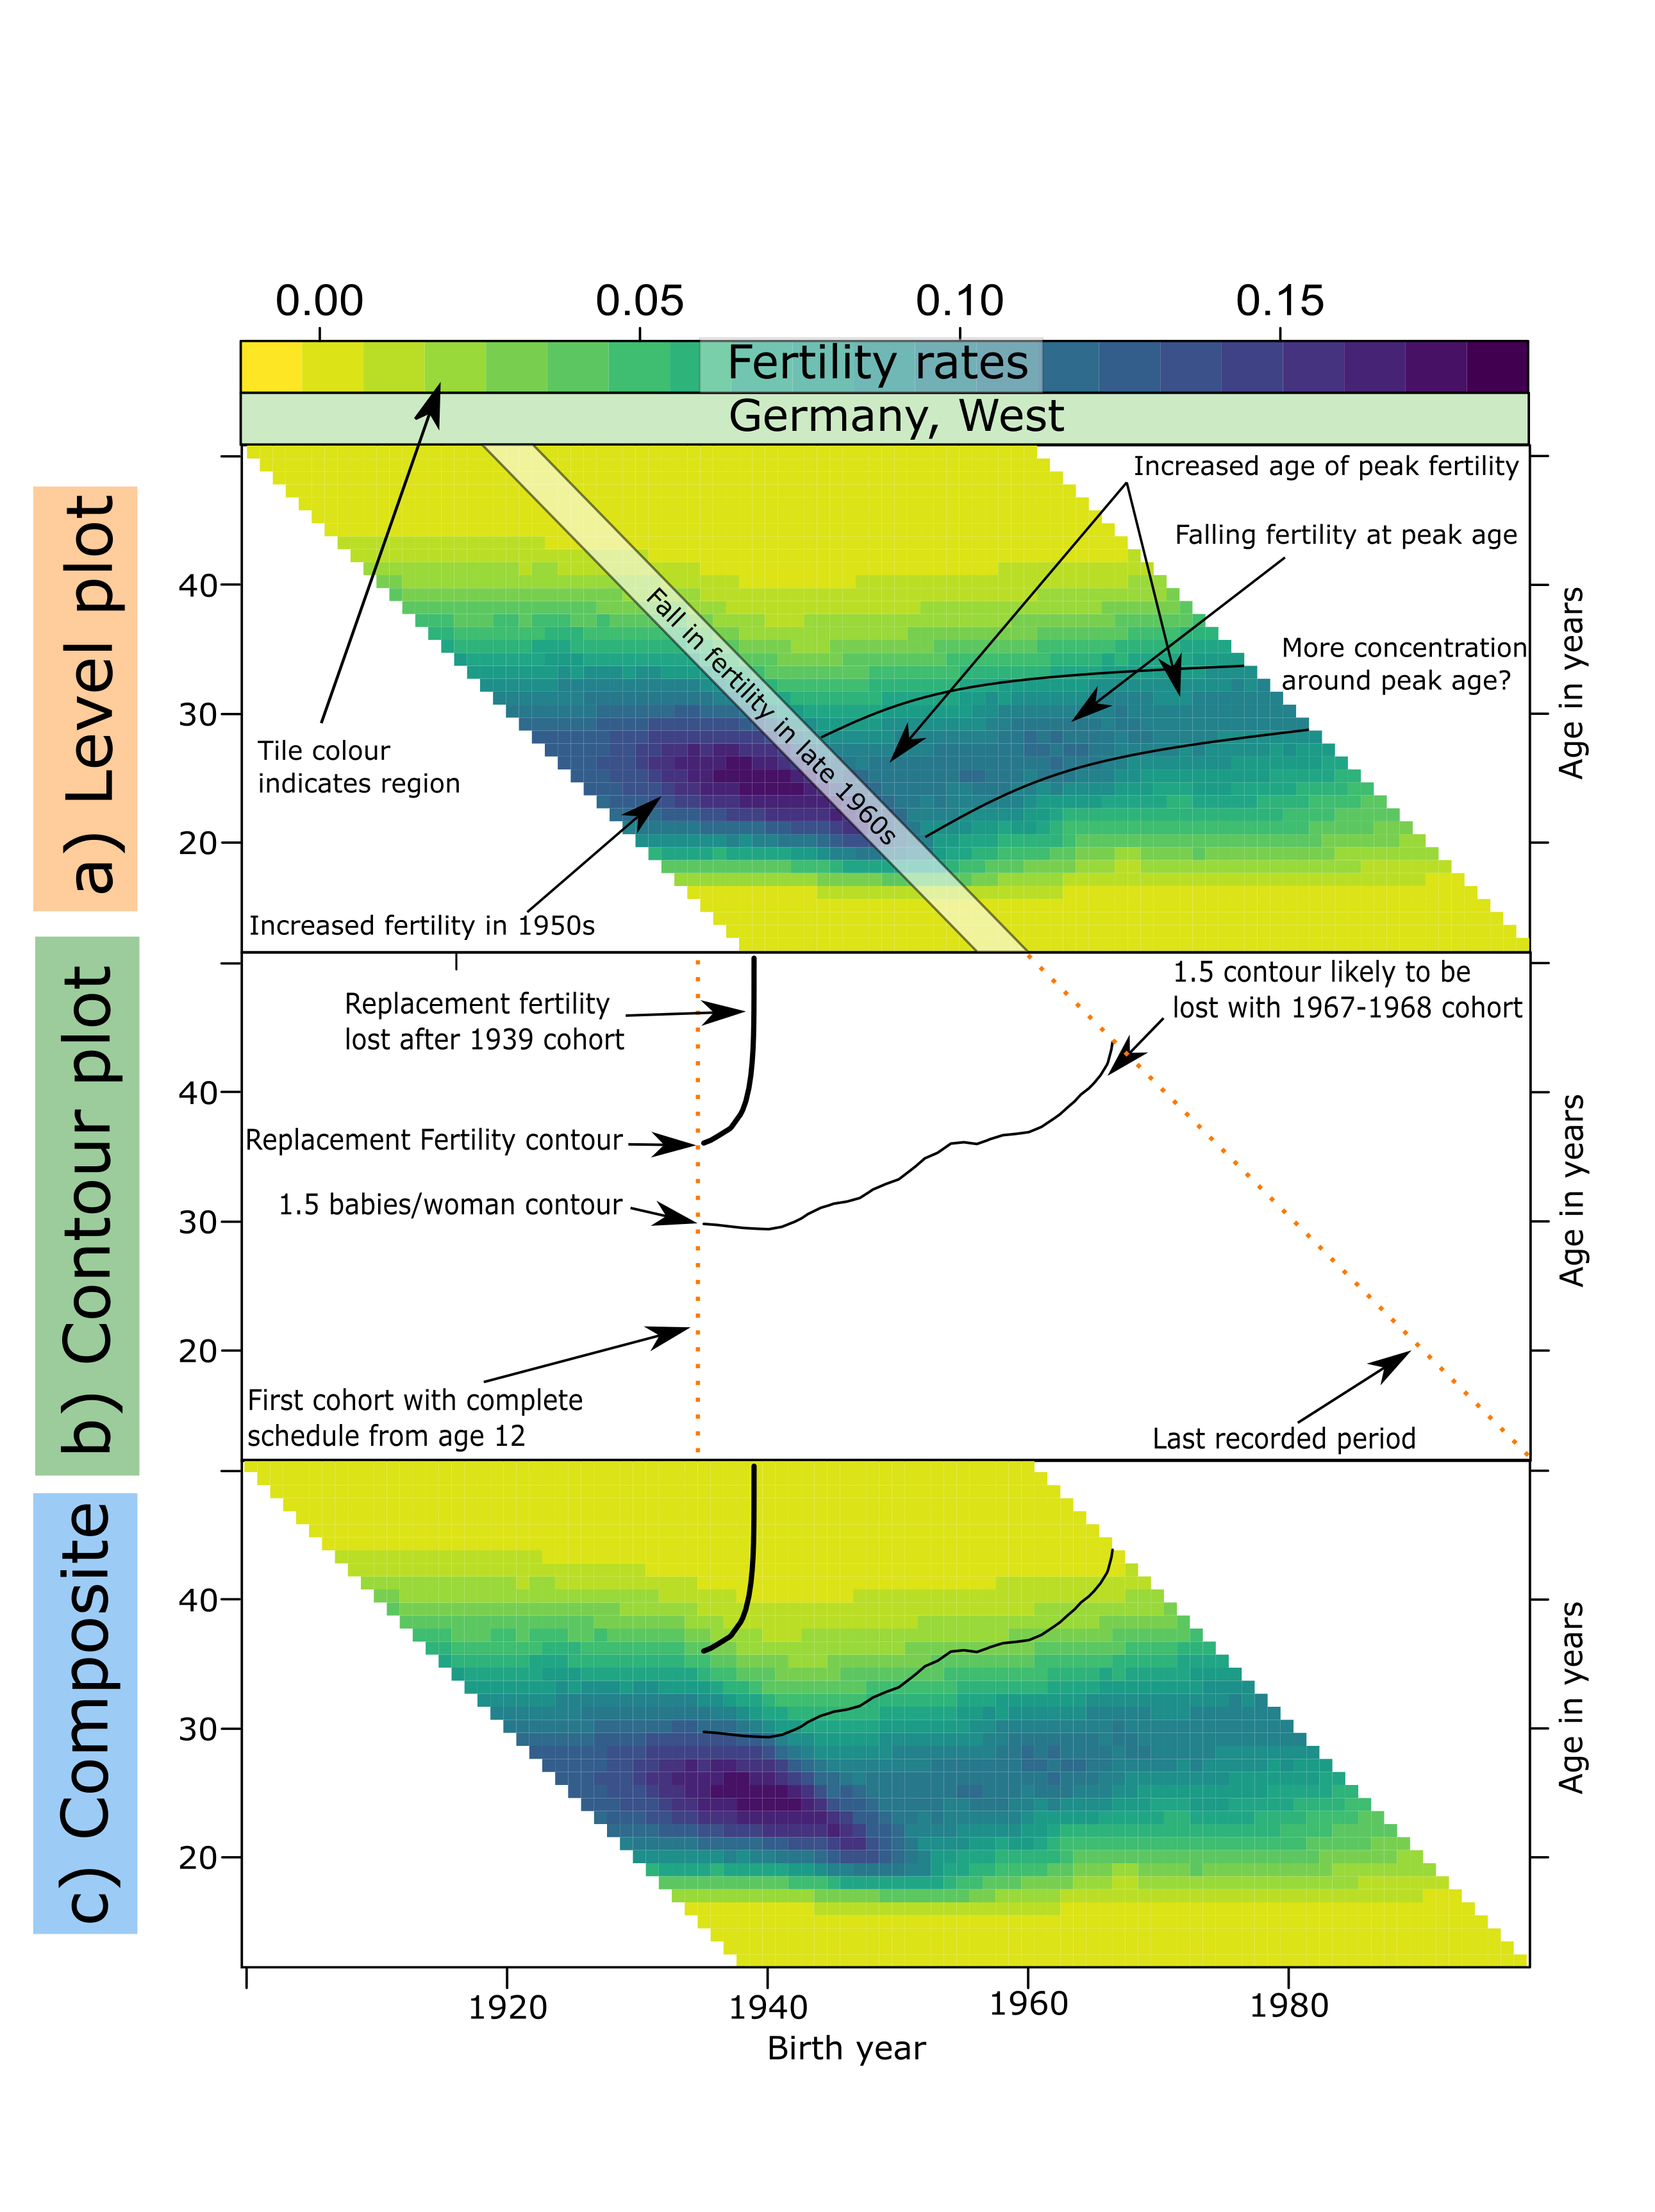 0.00 0.05 0.10 0.15
Fertility rates
Germany, West
a) Level plot
Increased age of peak fertility
Falling fertility at peak age
More concentration
around peak age?
Fall in fertility in late 1960s
Tile colour
indicates region
Increased fertility in 1950s
40
30
20
Age in years
b) Contour plot
1.5 contour likely to be
lost with 1967-1968 cohort
Replacement fertility
lost after 1939 cohort
Replacement Fertility contour
1.5 babies/woman contour
First cohort with complete
schedule from age 12
Last recorded period
40
30
20
Age in years
c) Composite
40
30
20
Age in years
1920 1940 1960 1980
Birth year